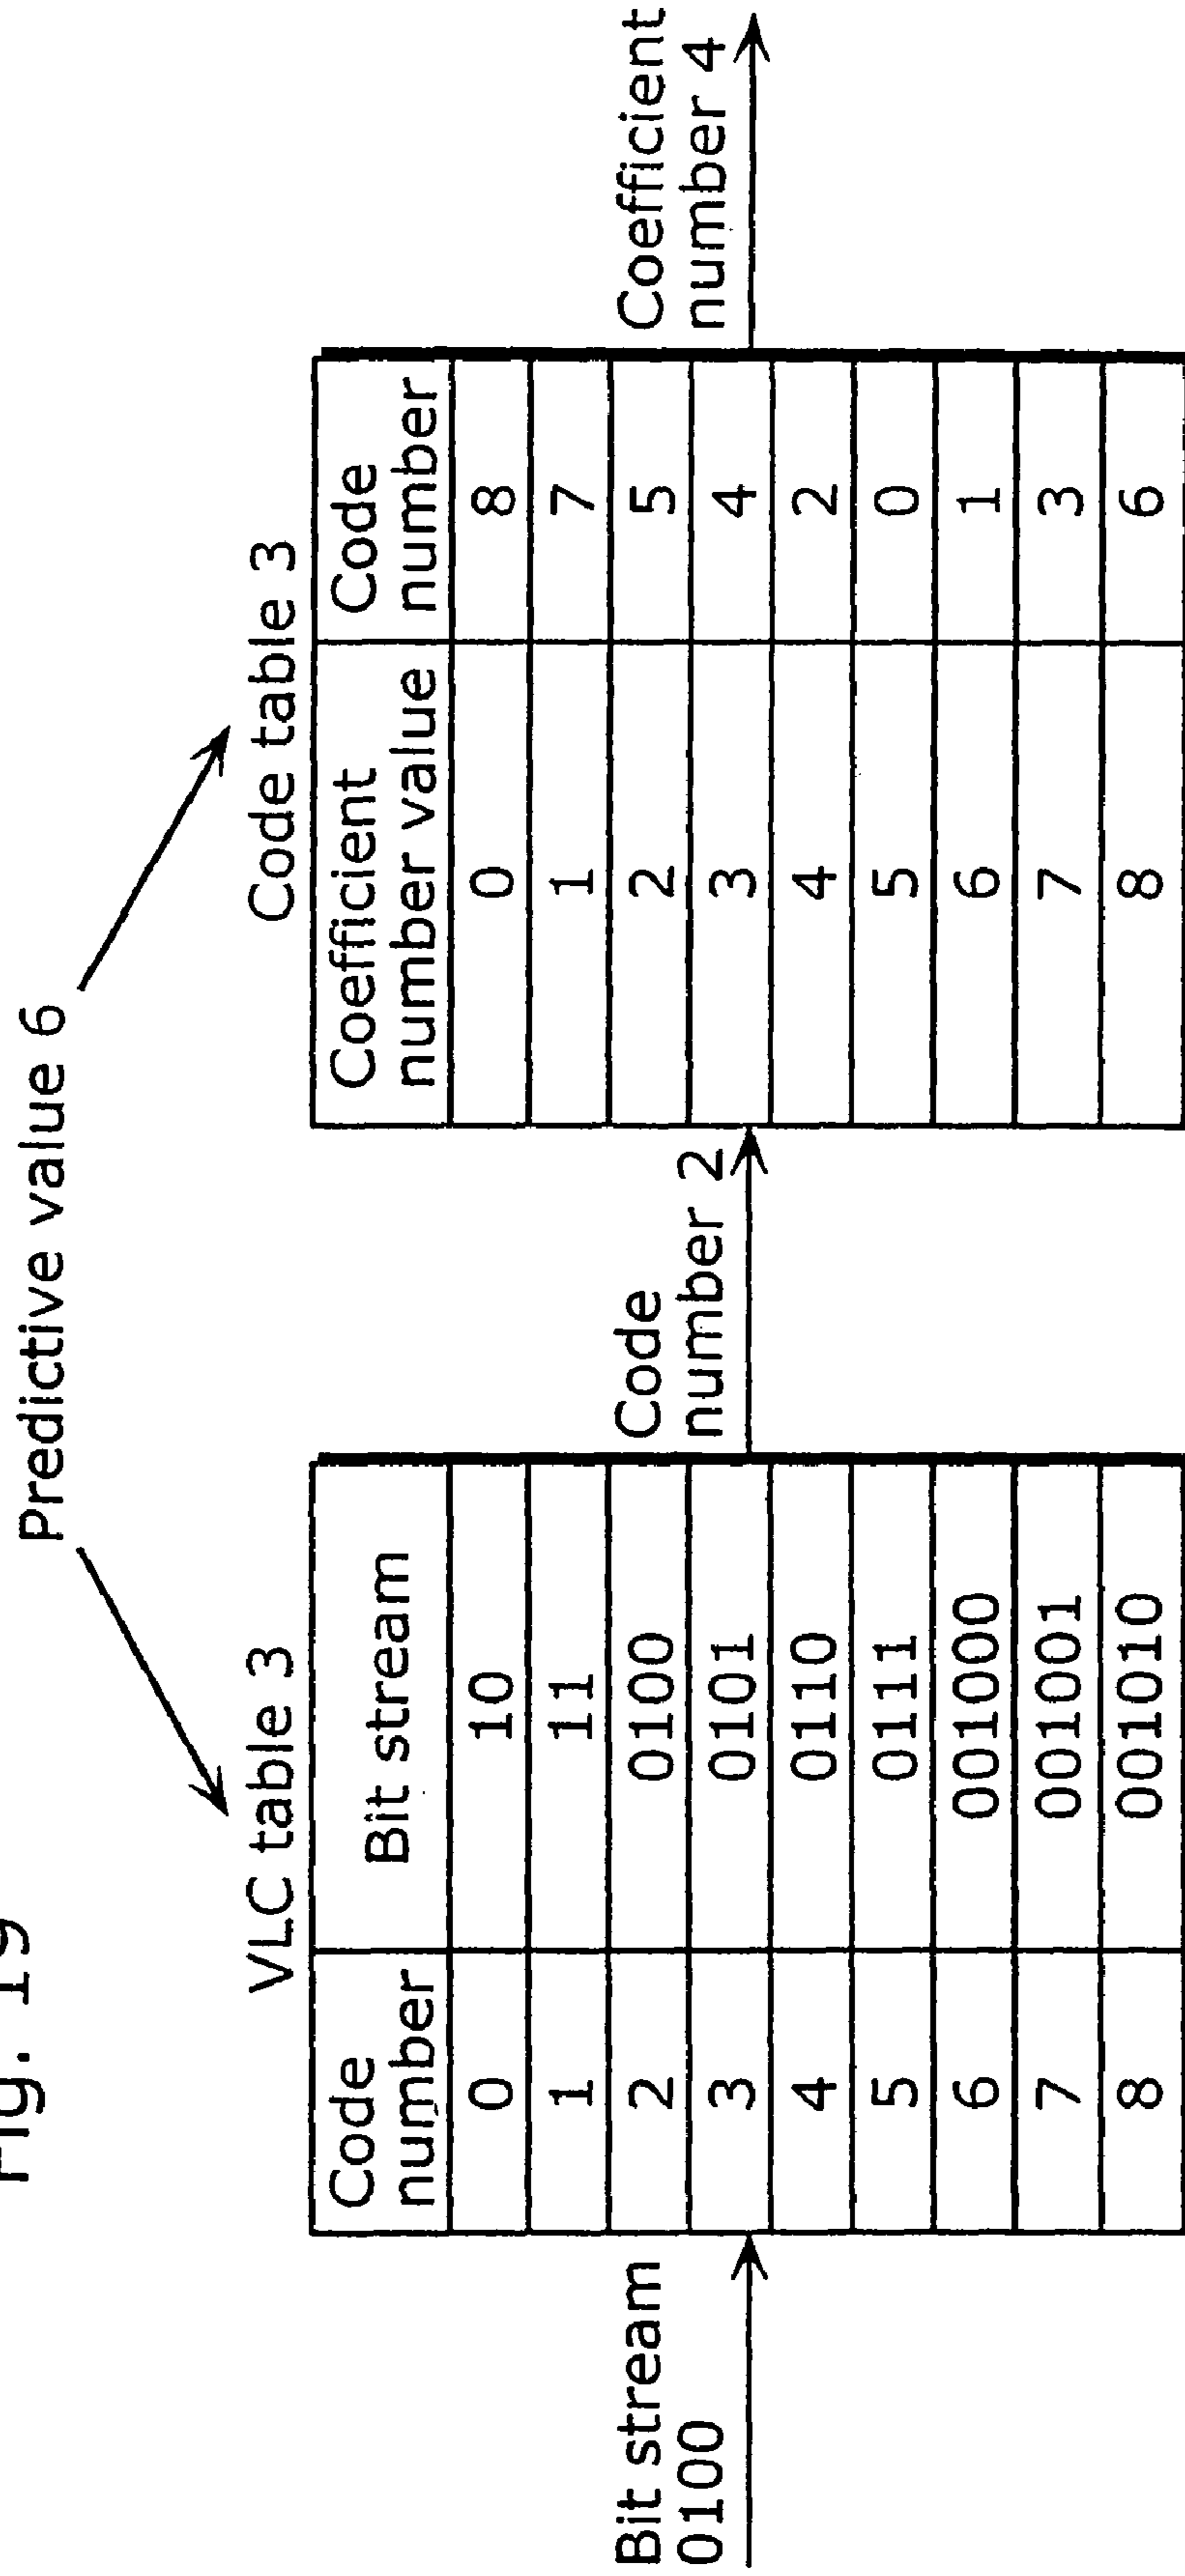 Fig. 19
Predictive value 6
VLC table 3
Code number Bit stream
0 10
1 11
2 0100
3 0101
4 0110
5 0111
6 001000
7 001001
8 001010
Bit stream
0100
Code
number 2
Code table 3
Coefficient number value Code number
0 8
1 7
2 5
3 4
4 2
5 0
6 1
7 3
8 6
Coefficient
number 4